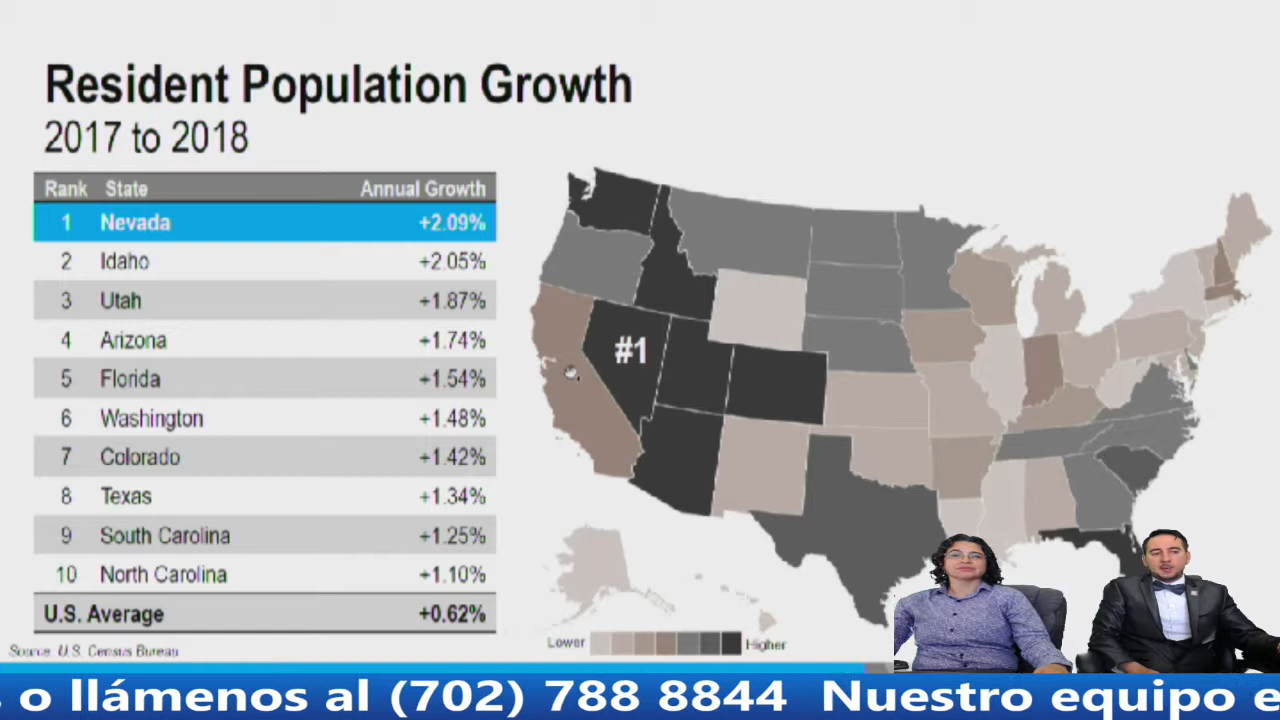 Resident Population Growth
2017 to 2018
Rank State Annual Growth
1 Nevada +2.09%
2 Idaho +2.05%
3 Utah +1.87%
4 Arizona +1.74%
5 Florida +1.54%
6 Washington +1.48%
7 Colorado +1.42%
8 Texas +1.34%
9 South Carolina +1.25%
10 North Carolina +1.10%
U.S. Average +0.62%
Source: U.S. Census Bureau
#1
Lower Higher
s o llámenos al (702) 788 8844 Nuestro equipo e